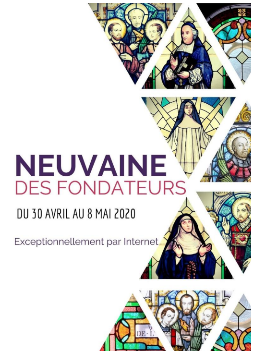 NEUVAINE
DES FONDATEURS
DU 30 AVRIL AU 8 MAI 2020
Exceptionnellement par Internet...